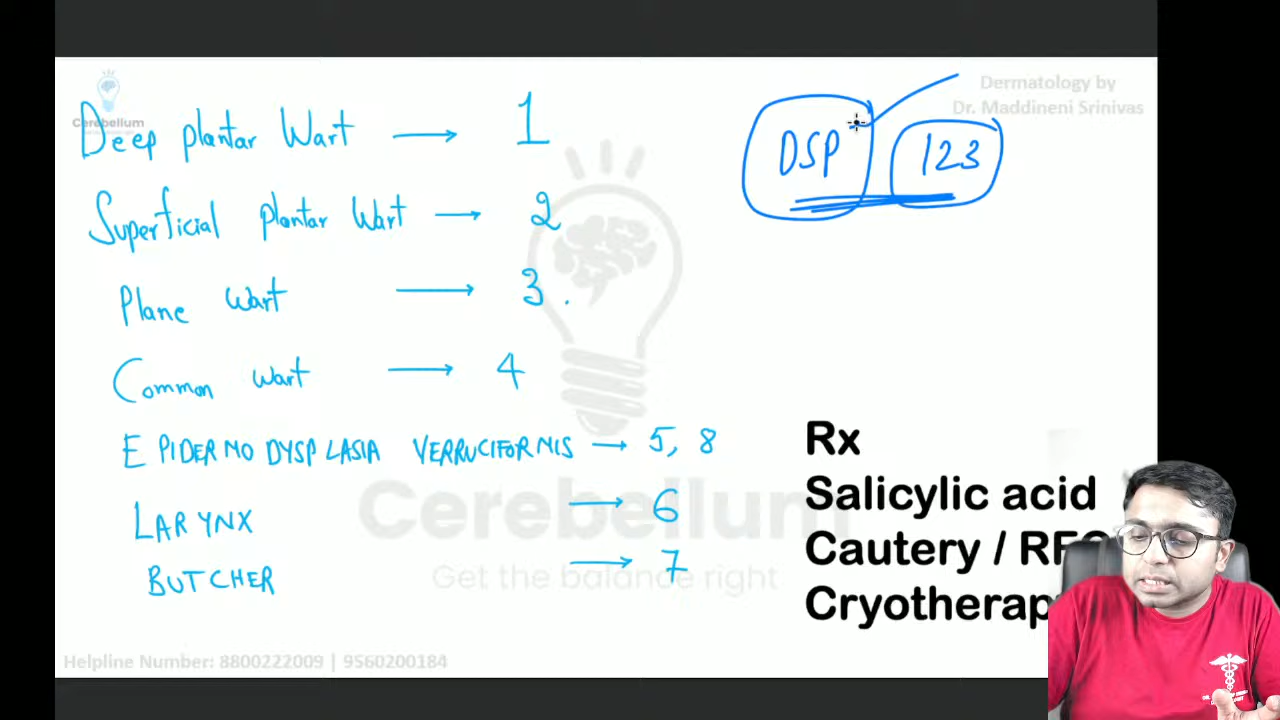 Cerebellum
Dermatology by
Dr. Maddineni Srinivas
Deep plantar Wart → 1
DSP 123
Superficial plantar Wart → 2
Plane Wart → 3.
Common Wart → 4
EPIDERMODYSPLASIA VERRUCIFORMIS → 5, 8
LARYNX → 6
BUTCHER → 7
Rx
Salicylic acid
Cautery /
Cerebellum
Get the balance right
Helpline Number: 8800222009 | 9560200184